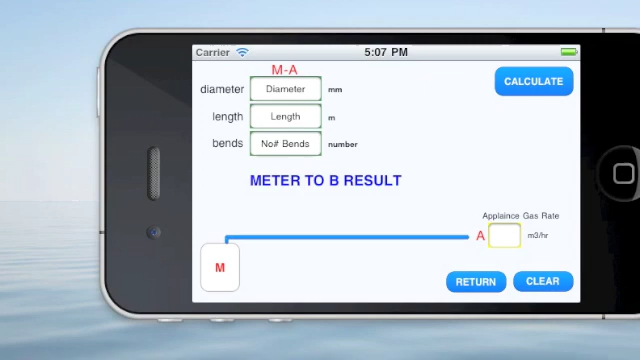 Carrier 5:07 PM
M-A
diameter Diameter mm
CALCULATE
length Length m
bends No# Bends number
METER TO B RESULT
Applaince Gas Rate
A m3/hr
M
RETURN CLEAR